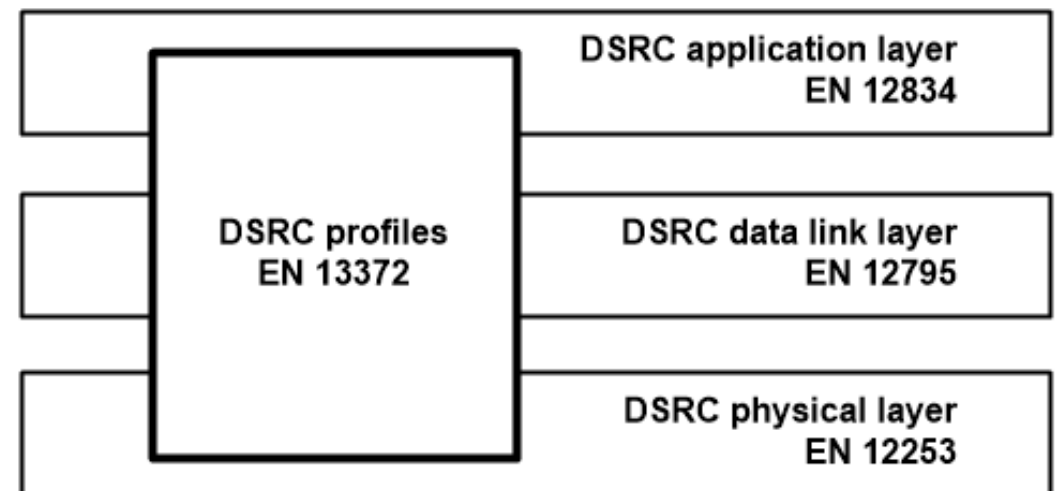 DSRC application layer
EN 12834
DSRC profiles
EN 13372
DSRC data link layer
EN 12795
DSRC physical layer
EN 12253